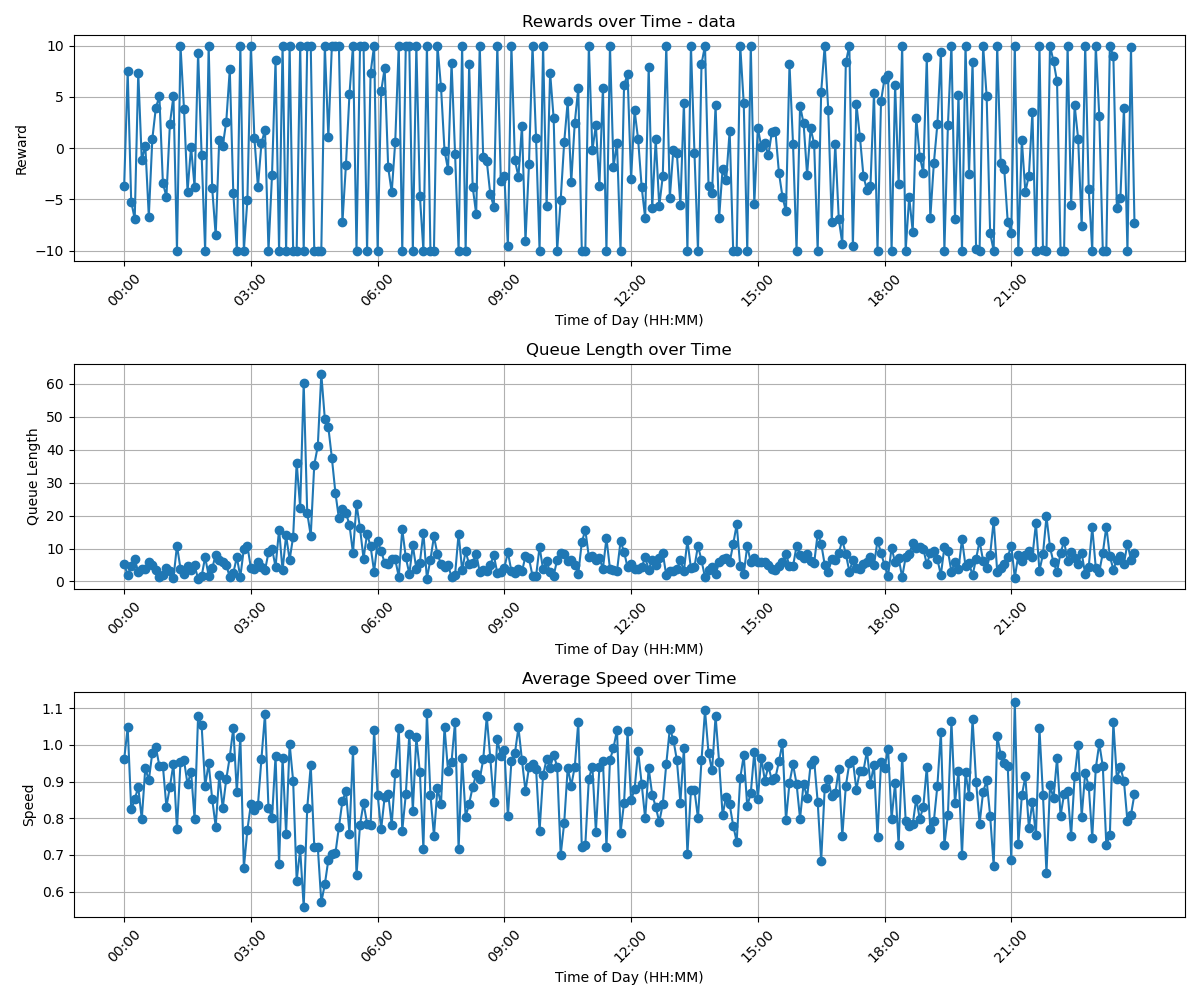 Rewards over Time - data
10
5
0
−5
−10
Reward
00:00 03:00 06:00 09:00 12:00 15:00 18:00 21:00
Time of Day (HH:MM)
Queue Length over Time
60
50
40
30
20
10
0
Queue Length
00:00 03:00 06:00 09:00 12:00 15:00 18:00 21:00
Time of Day (HH:MM)
Average Speed over Time
1.1
1.0
0.9
0.8
0.7
0.6
Speed
00:00 03:00 06:00 09:00 12:00 15:00 18:00 21:00
Time of Day (HH:MM)